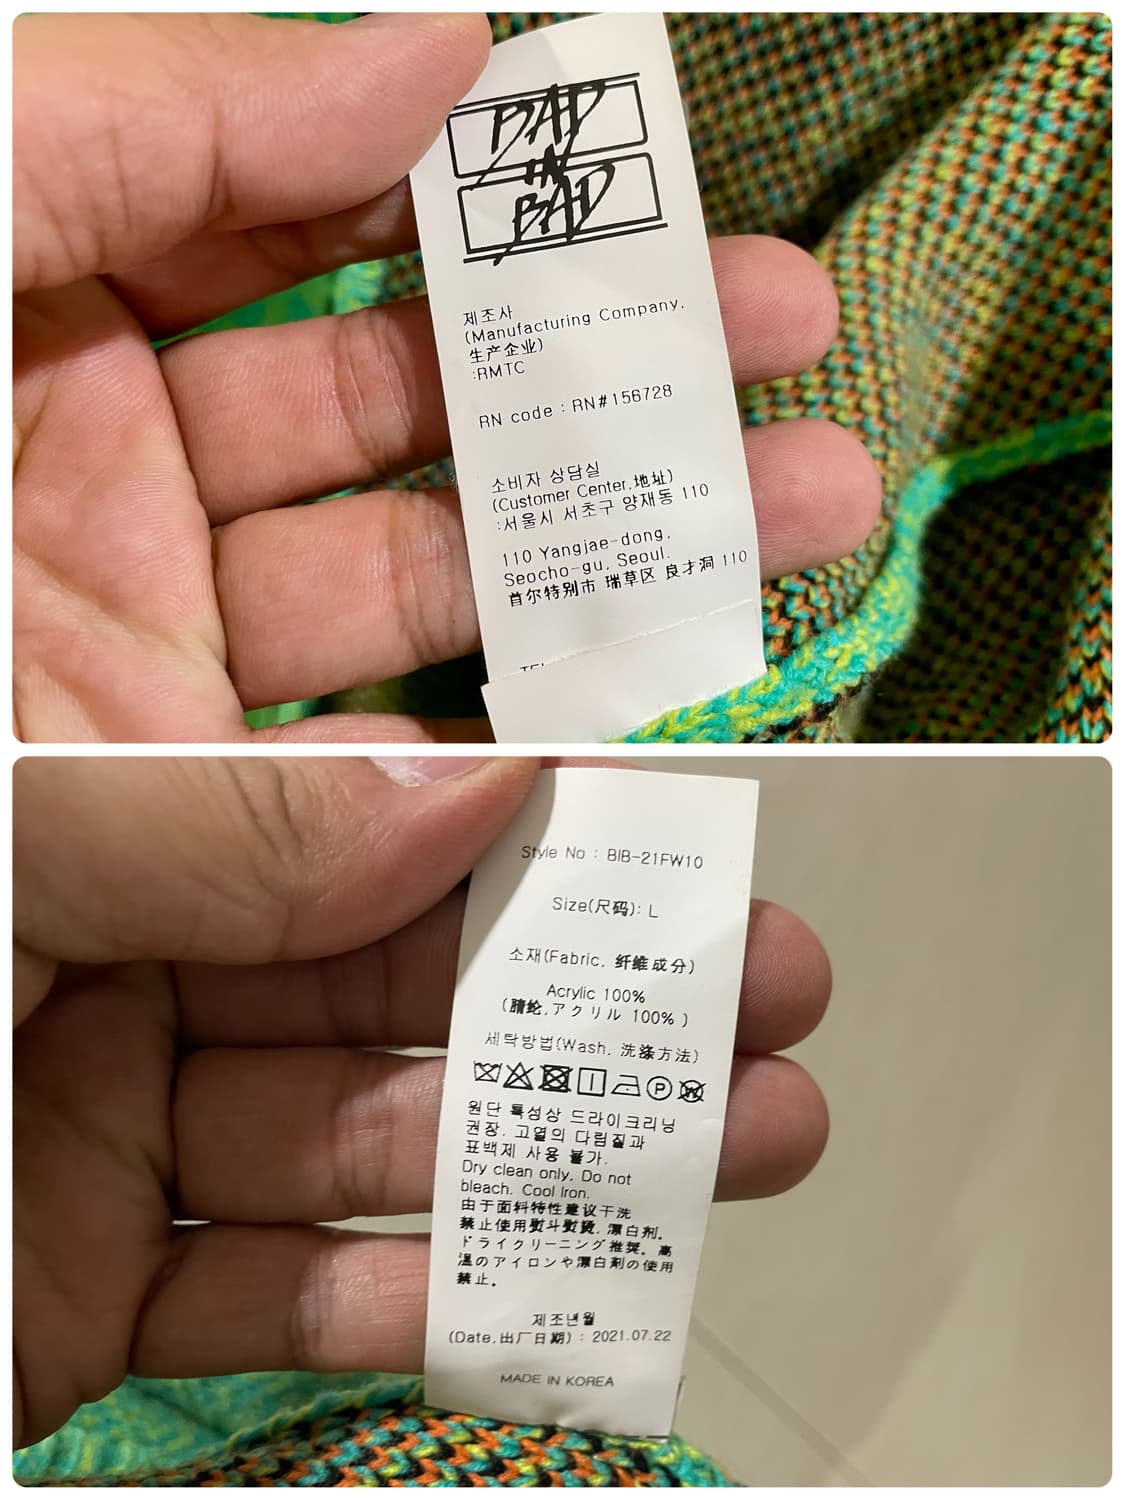 BAD
IN
BAD
제조사
(Manufacturing Company,
生产企业)
:RMTC
RN code : RN#156728
소비자 상담실
(Customer Center,地址)
:서울시 서초구 양재동 110
110 Yangjae-dong,
Seocho-gu, Seoul.
首尔特别市 瑞草区 良才洞 110
Style No : BIB-21FW10
Size(尺码): L
소재(Fabric, 纤维成分)
Acrylic 100%
(腈纶,アクリル 100% )
세탁방법(Wash, 洗涤方法)
P
W
원단 특성상 드라이크리닝
권장. 고열의 다림질과
표백제 사용 불가.
Dry clean only, Do not
bleach. Cool Iron.
由于面料特性建议干洗
禁止使用熨斗熨烫, 漂白剂。
ドライクリーニング推奨。高
温のアイロンや漂白剤の使用
禁止。
제조년월
(Date,出厂日期) : 2021.07.22
MADE IN KOREA